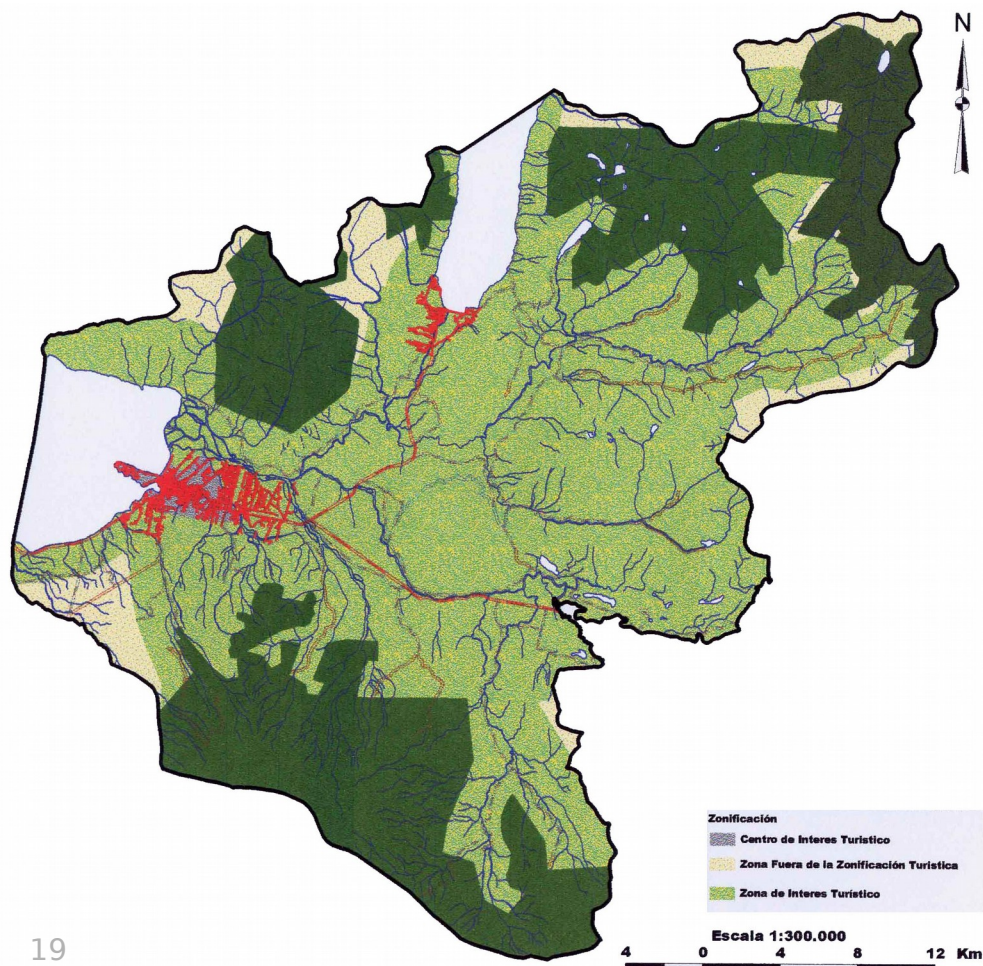 N
Zonificación
Centro de Interes Turistico
Zona Fuera de la Zonificación Turistica
Zona de Interes Turístico
Escala 1:300.000
4 0 4 8 12 Km
19